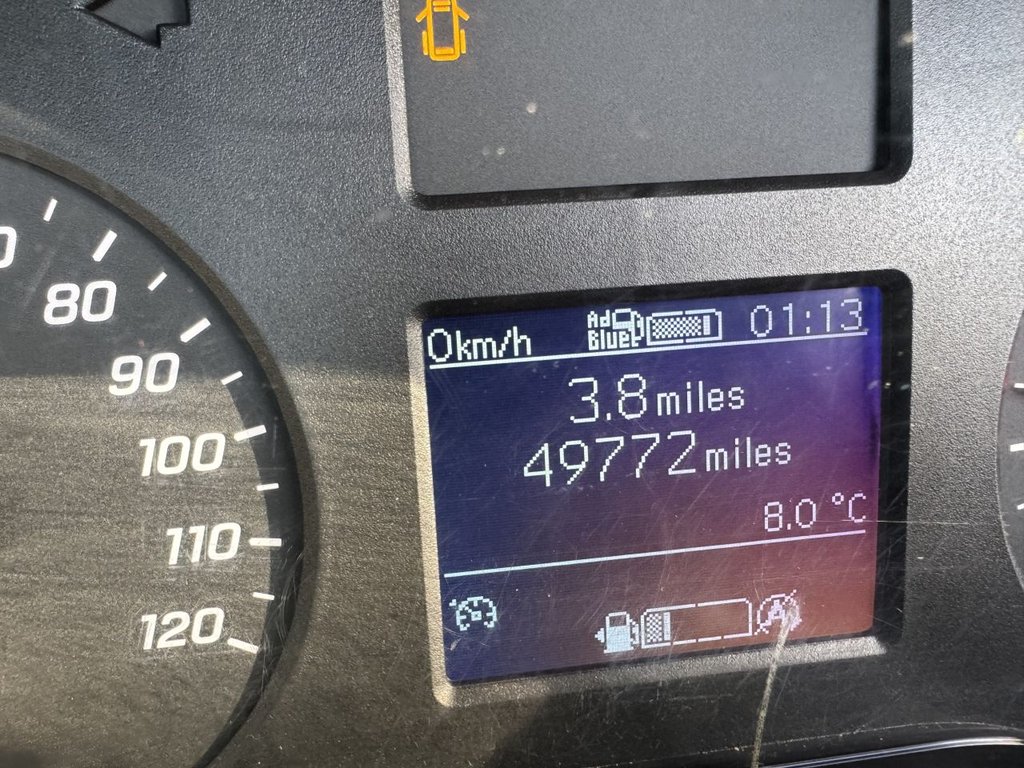 80
90
100
110
120
0km/h
Ad
Blue
01:13
3.8 miles
49772 miles
8.0 °C
A